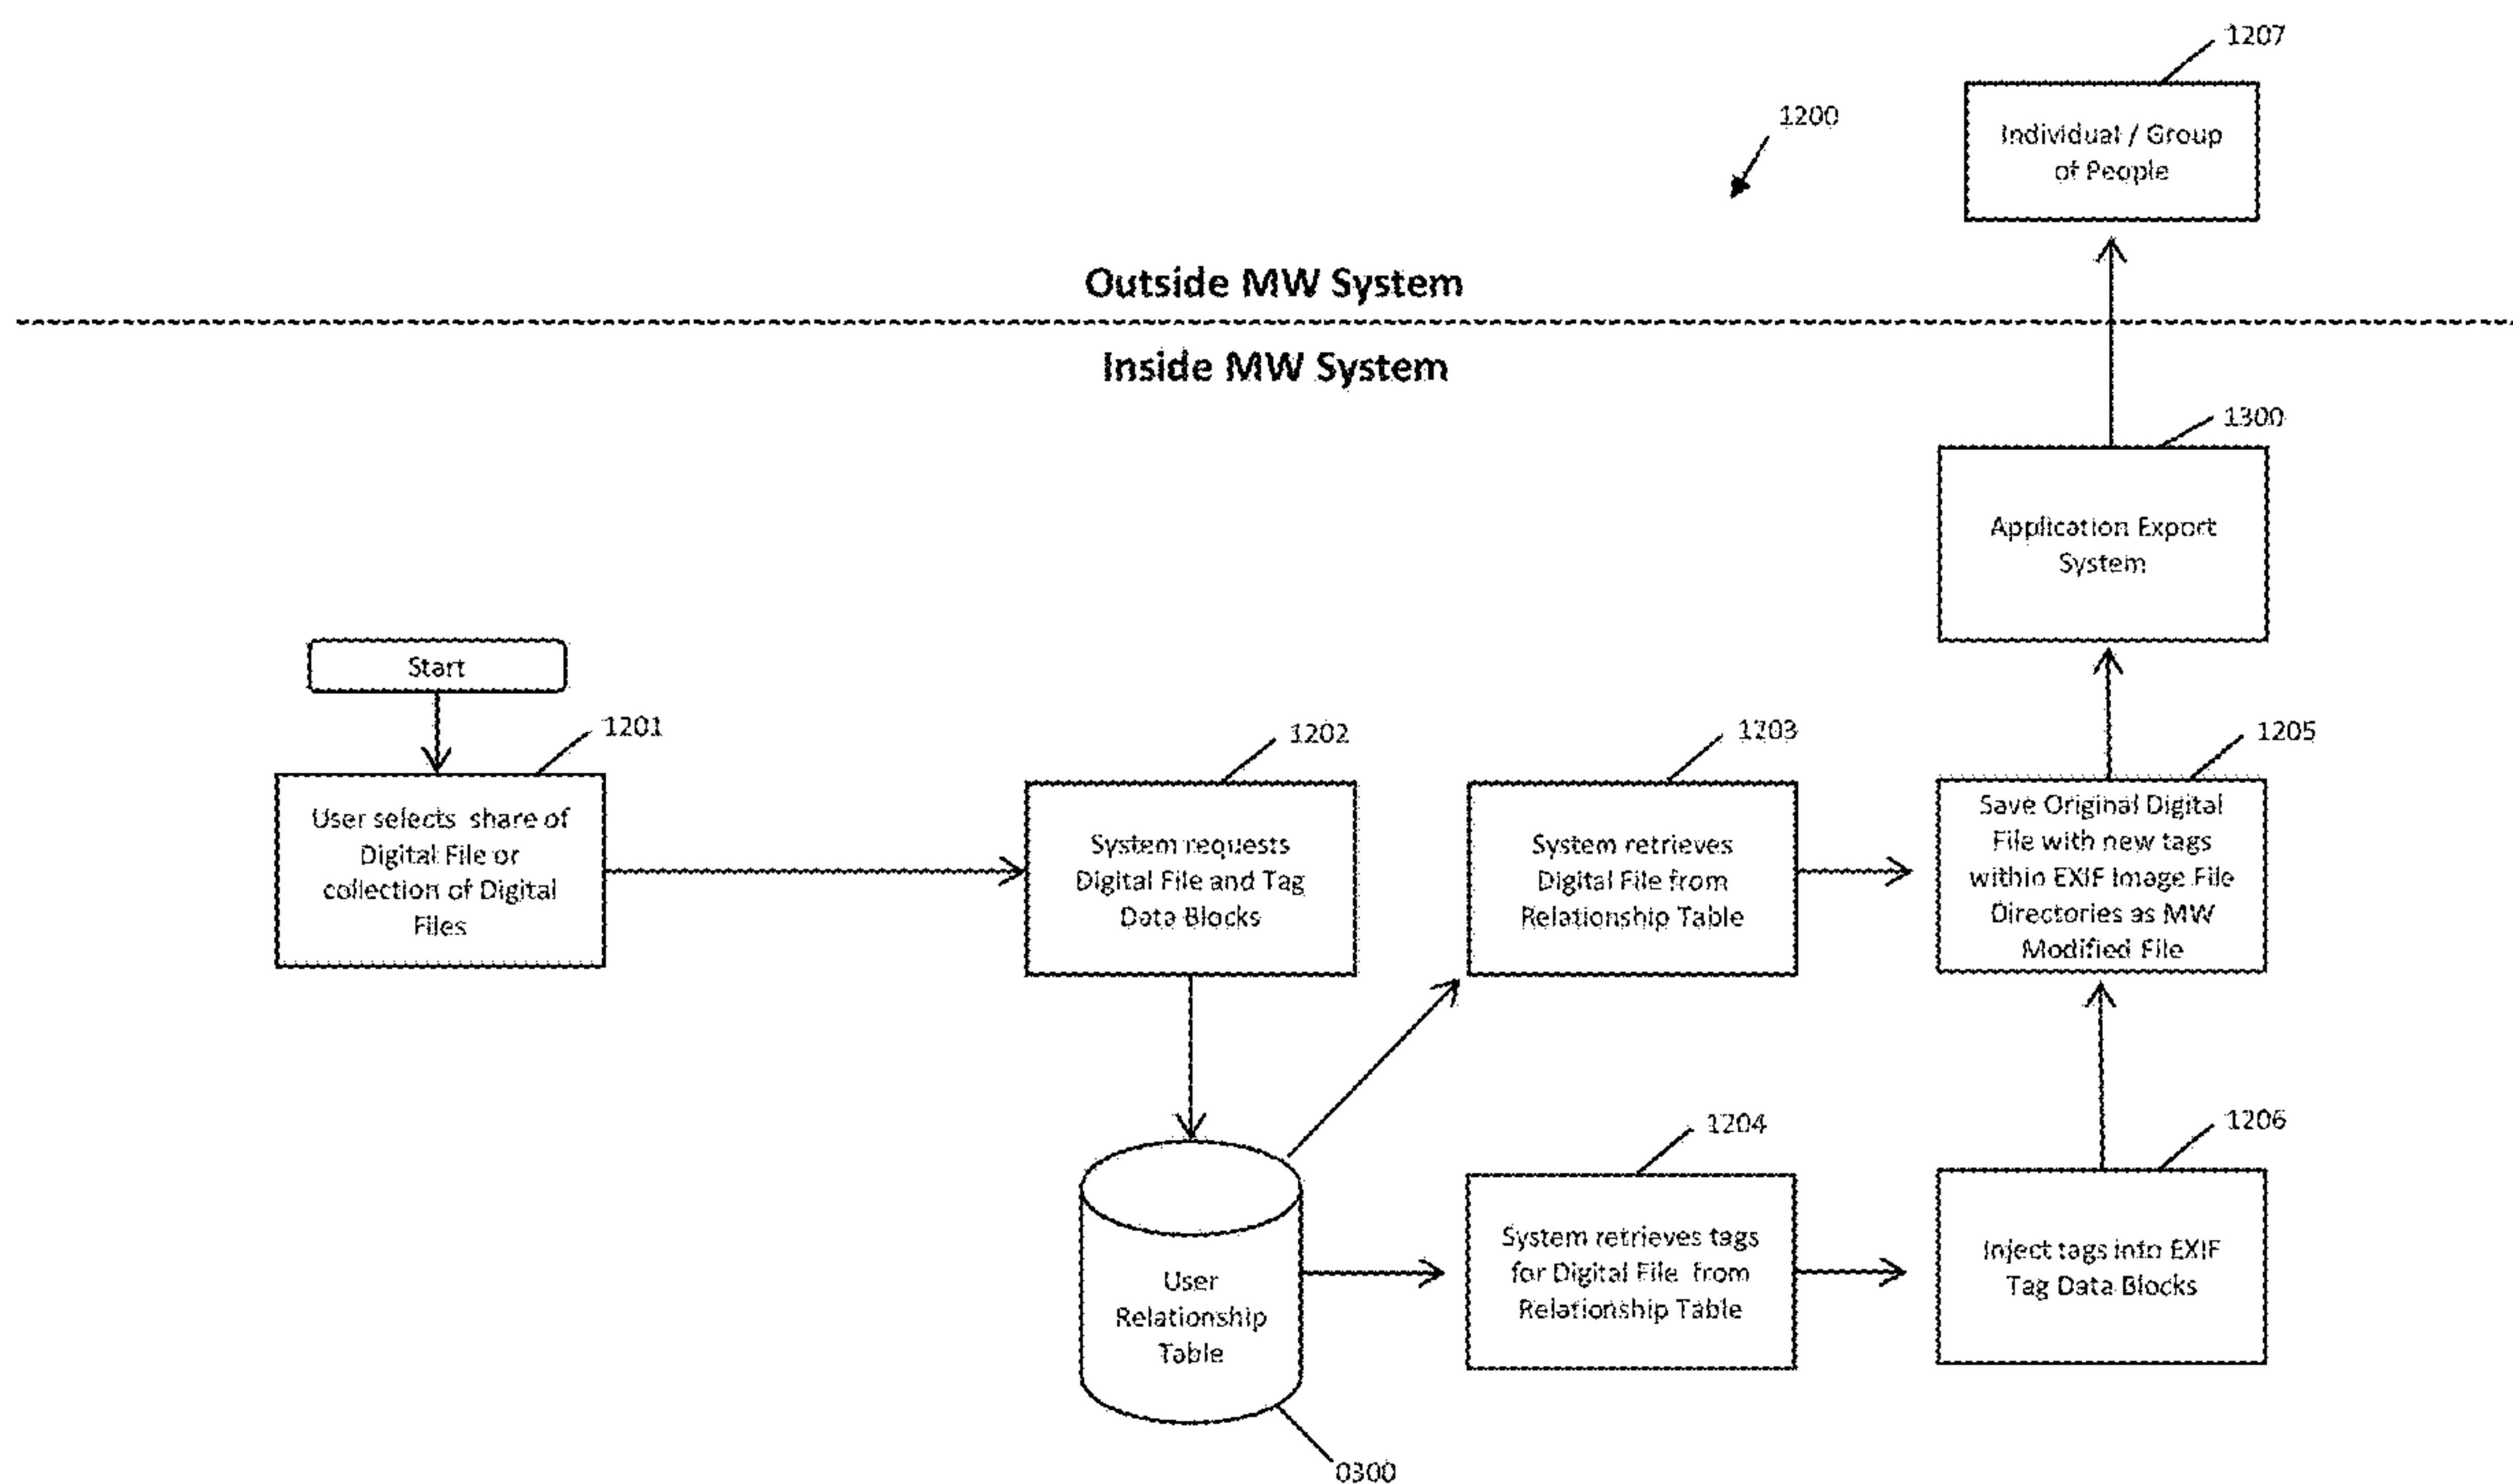 1207
Individual / Group
of People
1200
Outside MW System
Inside MW System
1300
Application Export
System
Start
1201
User selects share of
Digital File or
collection of Digital
Files
1202
System requests
Digital File and Tag
Data Blocks
1203
System retrieves
Digital File from
Relationship Table
1205
Save Original Digital
File with new tags
within EXIF Image File
Directories as MW
Modified File
User
Relationship
Table
0300
1204
System retrieves tags
for Digital File from
Relationship Table
1206
Inject tags into EXIF
Tag Data Blocks